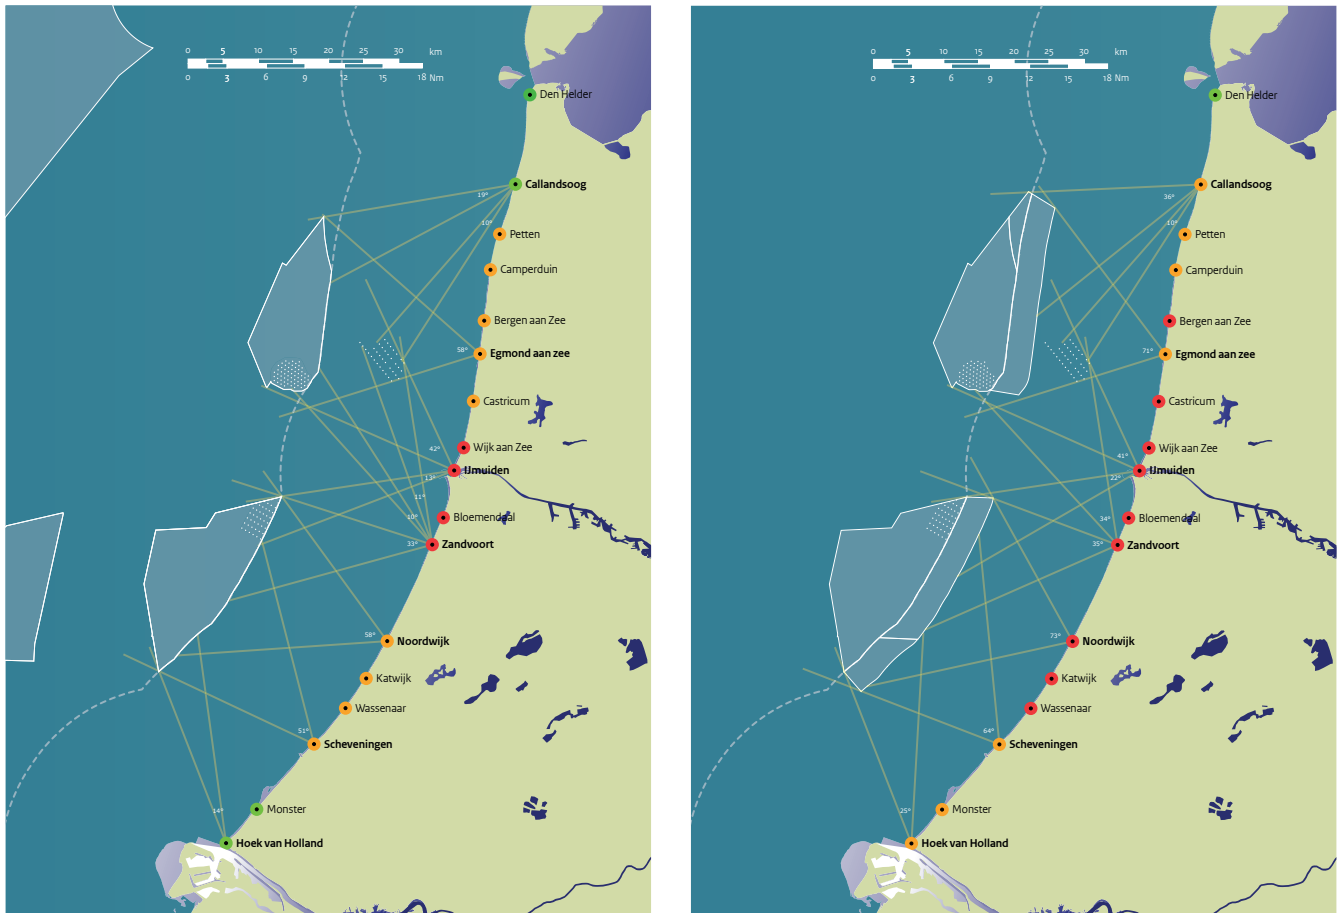 0 5 10 15 20 25 30 km
0 3 6 9 12 15 18 Nm
Den Helder
Callandsoog
19°
10°
Petten
Camperduin
Bergen aan Zee
58°
Egmond aan zee
Castricum
42°
Wijk aan Zee
IJmuiden
13°
11°
10°
Bloemendaal
33°
Zandvoort
58°
Noordwijk
Katwijk
Wassenaar
51°
Scheveningen
Monster
14°
Hoek van Holland
0 5 10 15 20 25 30 km
0 3 6 9 12 15 18 Nm
Den Helder
Callandsoog
36°
10°
Petten
Camperduin
Bergen aan Zee
71°
Egmond aan zee
Castricum
41°
Wijk aan Zee
IJmuiden
22°
34°
Bloemendaal
35°
Zandvoort
73°
Noordwijk
Katwijk
Wassenaar
64°
Scheveningen
Monster
25°
Hoek van Holland